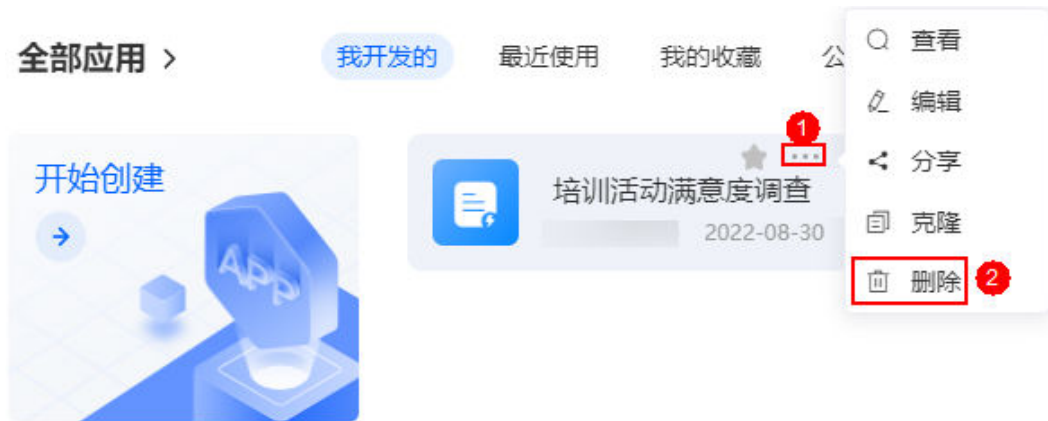 全部应用 >
我开发的 最近使用 我的收藏 公
查看
编辑
1
分享
开始创建
培训活动满意度调查
2022-08-30
克隆
删除 2
APP